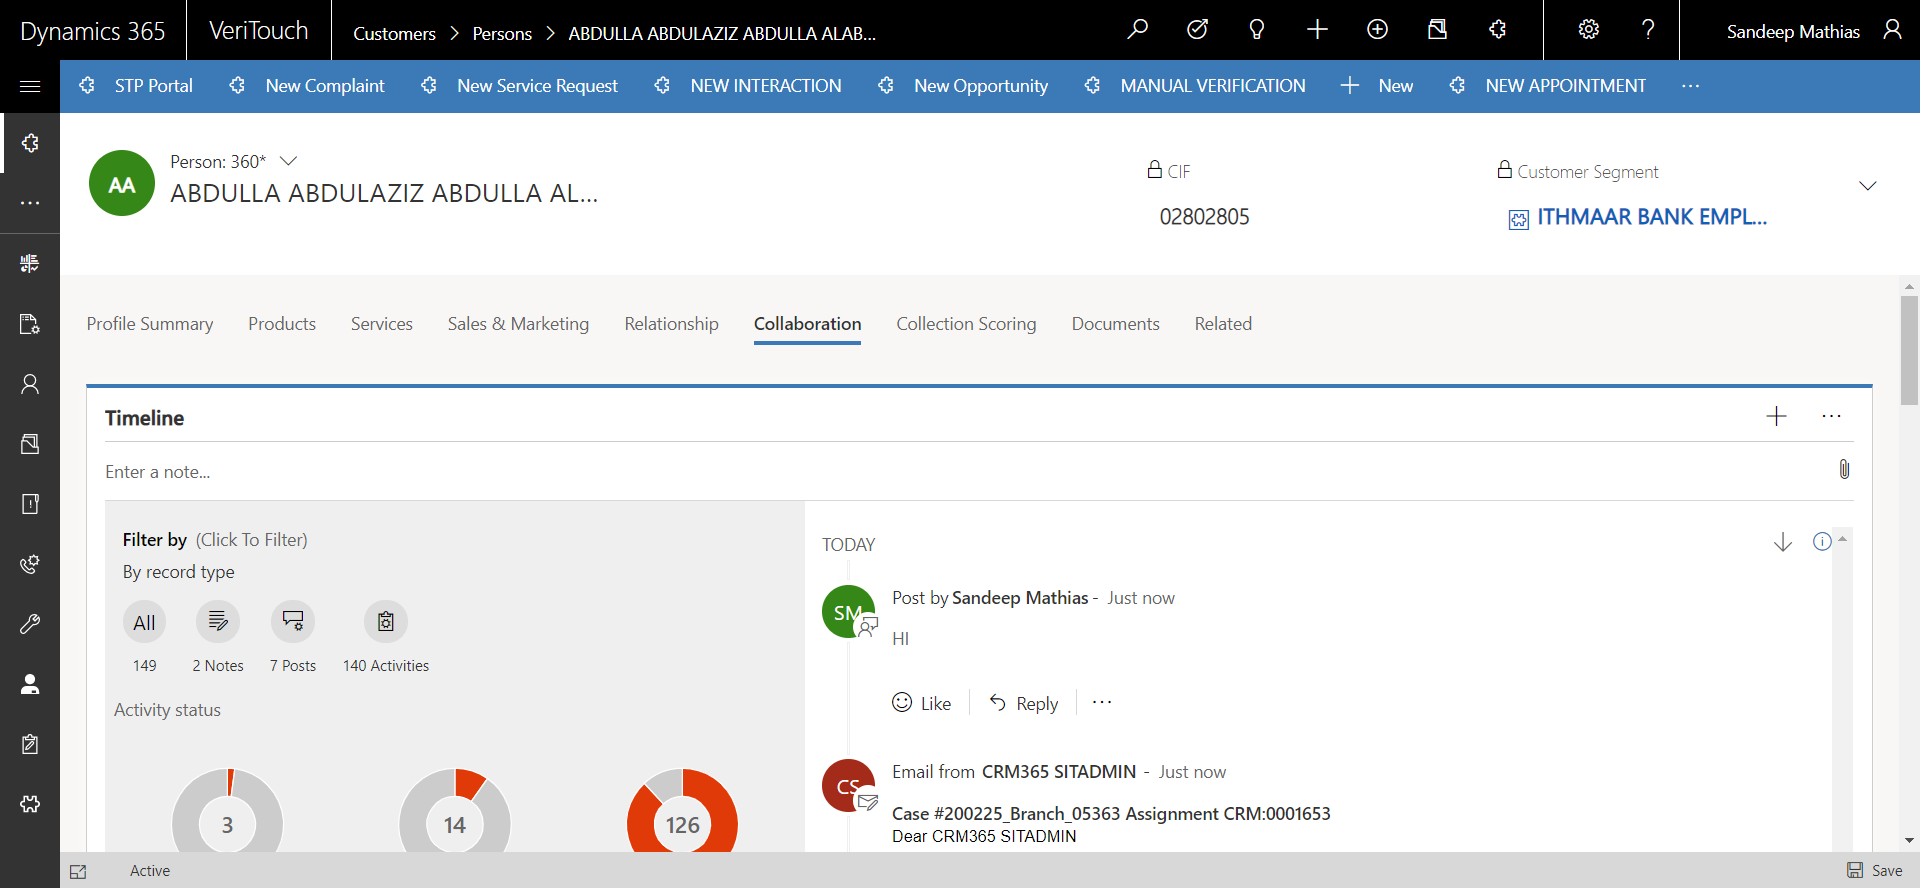 Dynamics 365 VeriTouch Customers > Persons > ABDULLA ABDULAZIZ ABDULLA ALAB... Sandeep Mathias
STP Portal New Complaint New Service Request NEW INTERACTION New Opportunity MANUAL VERIFICATION New NEW APPOINTMENT ...
AA
Person: 360*
ABDULLA ABDULAZIZ ABDULLA AL...
CIF
02802805
Customer Segment
ITHMAAR BANK EMPL...
Profile Summary Products Services Sales & Marketing Relationship Collaboration Collection Scoring Documents Related
Timeline
Enter a note...
Filter by (Click To Filter)
By record type
All
149 2 Notes 7 Posts 140 Activities
Activity status
3 14 126
TODAY
SM
Post by Sandeep Mathias - Just now
HI
Like Reply ...
CS
Email from CRM365 SITADMIN - Just now
Case #200225_Branch_05363 Assignment CRM:0001653
Dear CRM365 SITADMIN
Active Save